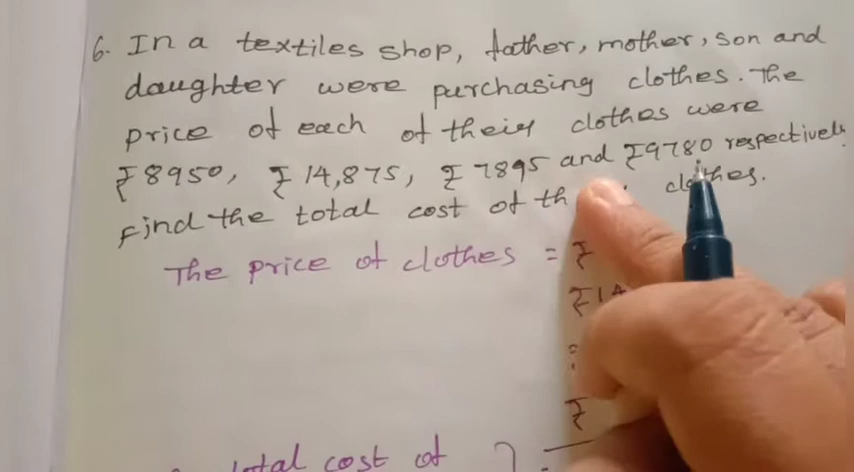 6. In a textiles shop, father, mother, son and
daughter were purchasing clothes. The
price of each of their clothes were
₹8950, ₹14,875, ₹7895 and ₹9780 respectively.
Find the total cost of clothes.
The price of clothes = ₹
₹14
₹
total cost of